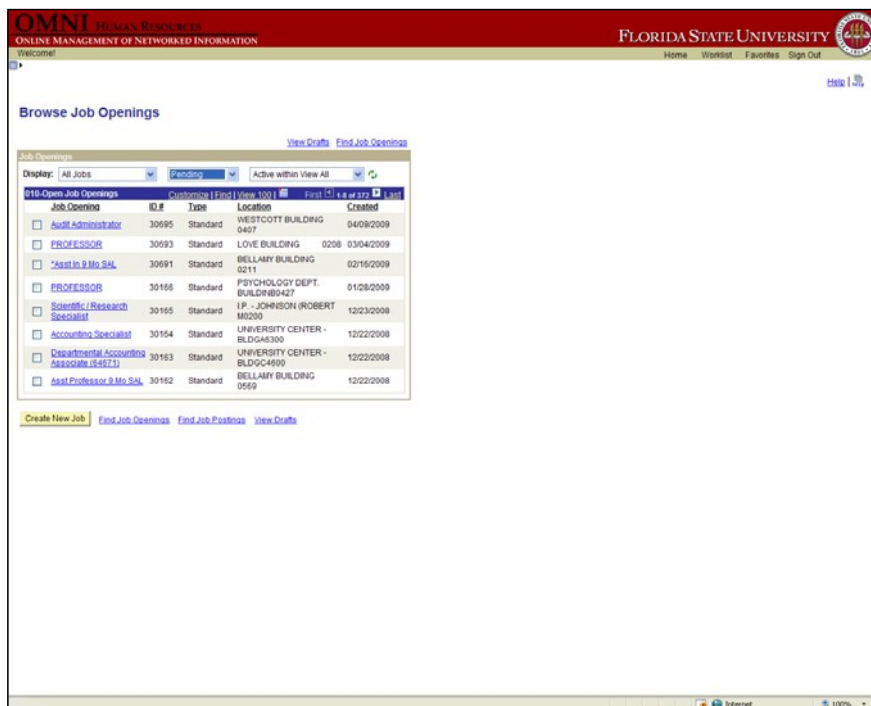 OMNI HUMAN RESOURCES
ONLINE MANAGEMENT OF NETWORKED INFORMATION
FLORIDA STATE UNIVERSITY
Welcome!
Home Worklist Favorites Sign Out
Help
Browse Job Openings
View Drafts Find Job Openings
Job Openings
Display: All Jobs Pending Active within View All
010-Open Job Openings Customize | Find | View 100 | First 1-8 of 372 Last
Job Opening ID # Type Location Created
Audit Administrator 30695 Standard WESTCOTT BUILDING 0407 04/09/2009
PROFESSOR 30693 Standard LOVE BUILDING 0208 03/04/2009
*Asst In 9 Mo SAL 30691 Standard BELLAMY BUILDING 0211 02/16/2009
PROFESSOR 30166 Standard PSYCHOLOGY DEPT. BUILDINB0427 01/28/2009
Scientific / Research Specialist 30165 Standard I.P. - JOHNSON (ROBERT M0200 12/23/2008
Accounting Specialist 30164 Standard UNIVERSITY CENTER - BLDGA6300 12/22/2008
Departmental Accounting Associate (64671) 30163 Standard UNIVERSITY CENTER - BLDGC4600 12/22/2008
Asst Professor 9 Mo SAL 30162 Standard BELLAMY BUILDING 0569 12/22/2008
Create New Job Find Job Openings Find Job Postings View Drafts
Internet 100%